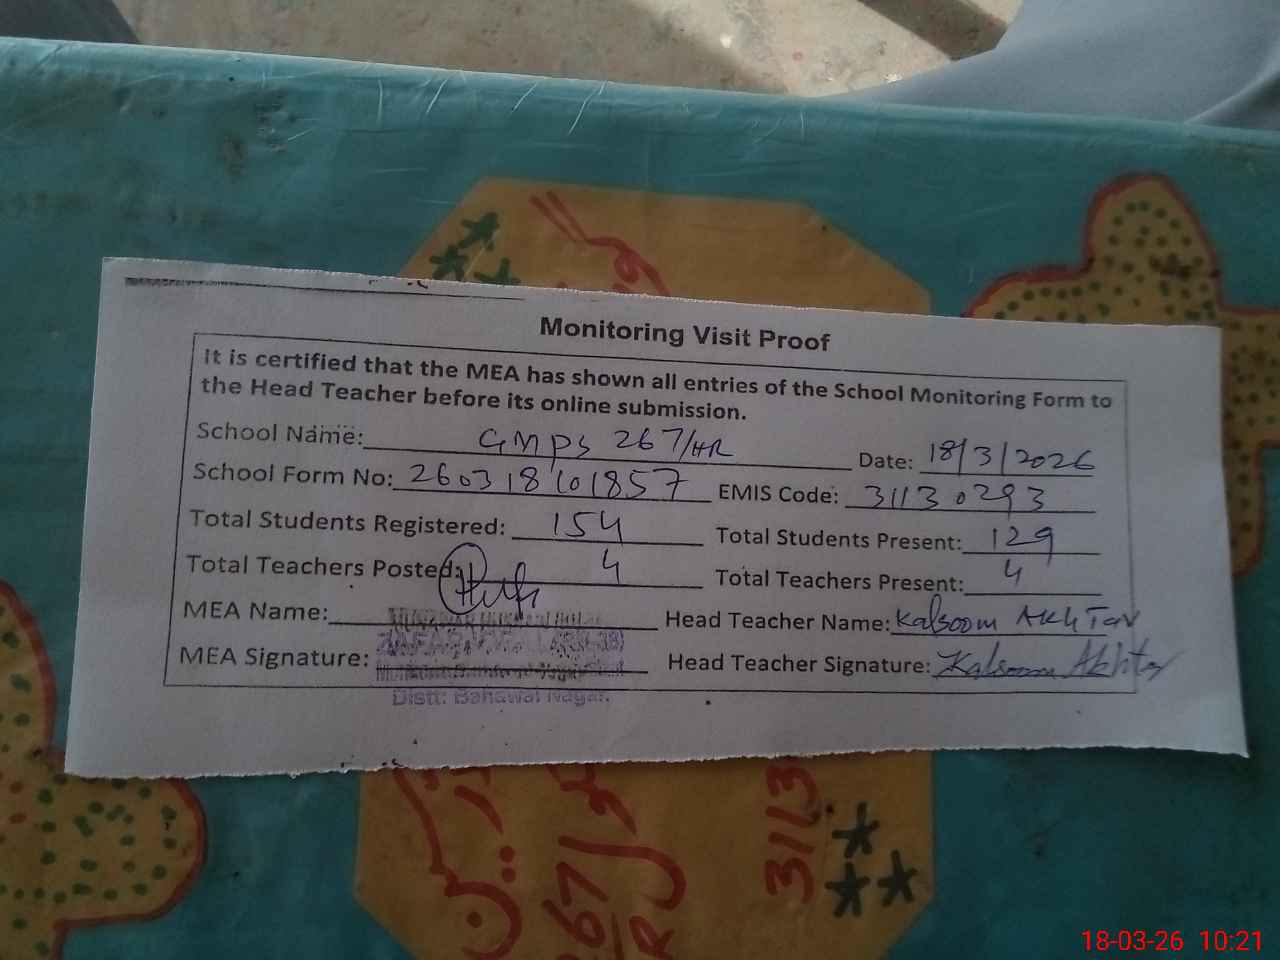 Monitoring Visit Proof
It is certified that the MEA has shown all entries of the School Monitoring Form to
the Head Teacher before its online submission.
School Name: GMPS 267/HR Date: 18/3/2026
School Form No: 260318101857 EMIS Code: 31130293
Total Students Registered: 154 Total Students Present: 129
Total Teachers Posted: 4 Total Teachers Present: 4
MEA Name: Head Teacher Name: Kalsoom Akhtar
MEA Signature: Head Teacher Signature: Kalsoom Akhtar
Distt: Bahawal Nagar.
3113
18-03-26 10:21